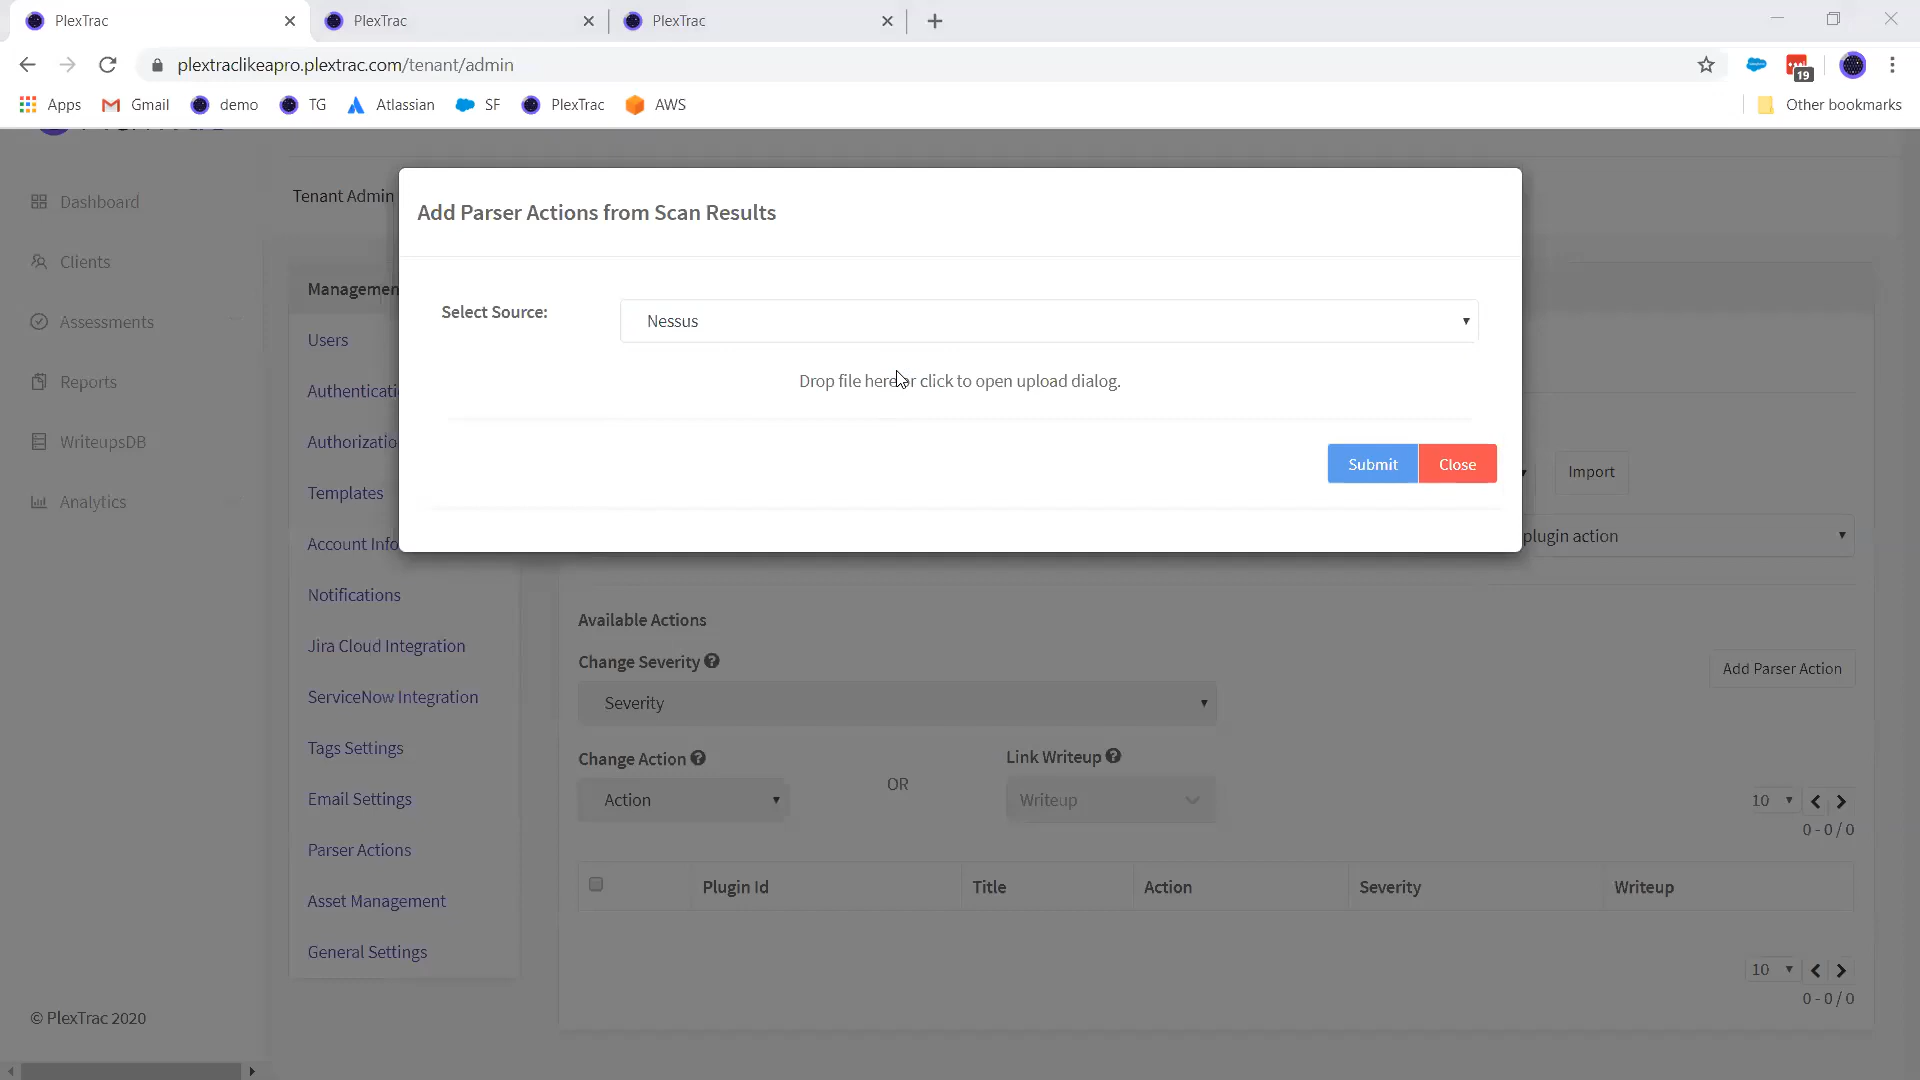 PlexTrac
PlexTrac
PlexTrac
plextraclikeapro.plextrac.com/tenant/admin
19
Apps
Gmail
demo
TG
Atlassian
SF
PlexTrac
AWS
Other bookmarks
Dashboard
Clients
Assessments
Reports
WriteupsDB
Analytics
© PlexTrac 2020
Tenant Admin
Managemen
Users
Authenticati
Authorizatio
Templates
Account Info
Notifications
Jira Cloud Integration
ServiceNow Integration
Tags Settings
Email Settings
Parser Actions
Asset Management
General Settings
Add Parser Actions from Scan Results
Select Source:
Nessus
Drop file here or click to open upload dialog.
Submit
Close
Import
plugin action
Available Actions
Change Severity
Severity
Add Parser Action
Change Action
Action
OR
Link Writeup
Writeup
10
0 - 0 / 0
Plugin Id
Title
Action
Severity
Writeup
10
0 - 0 / 0